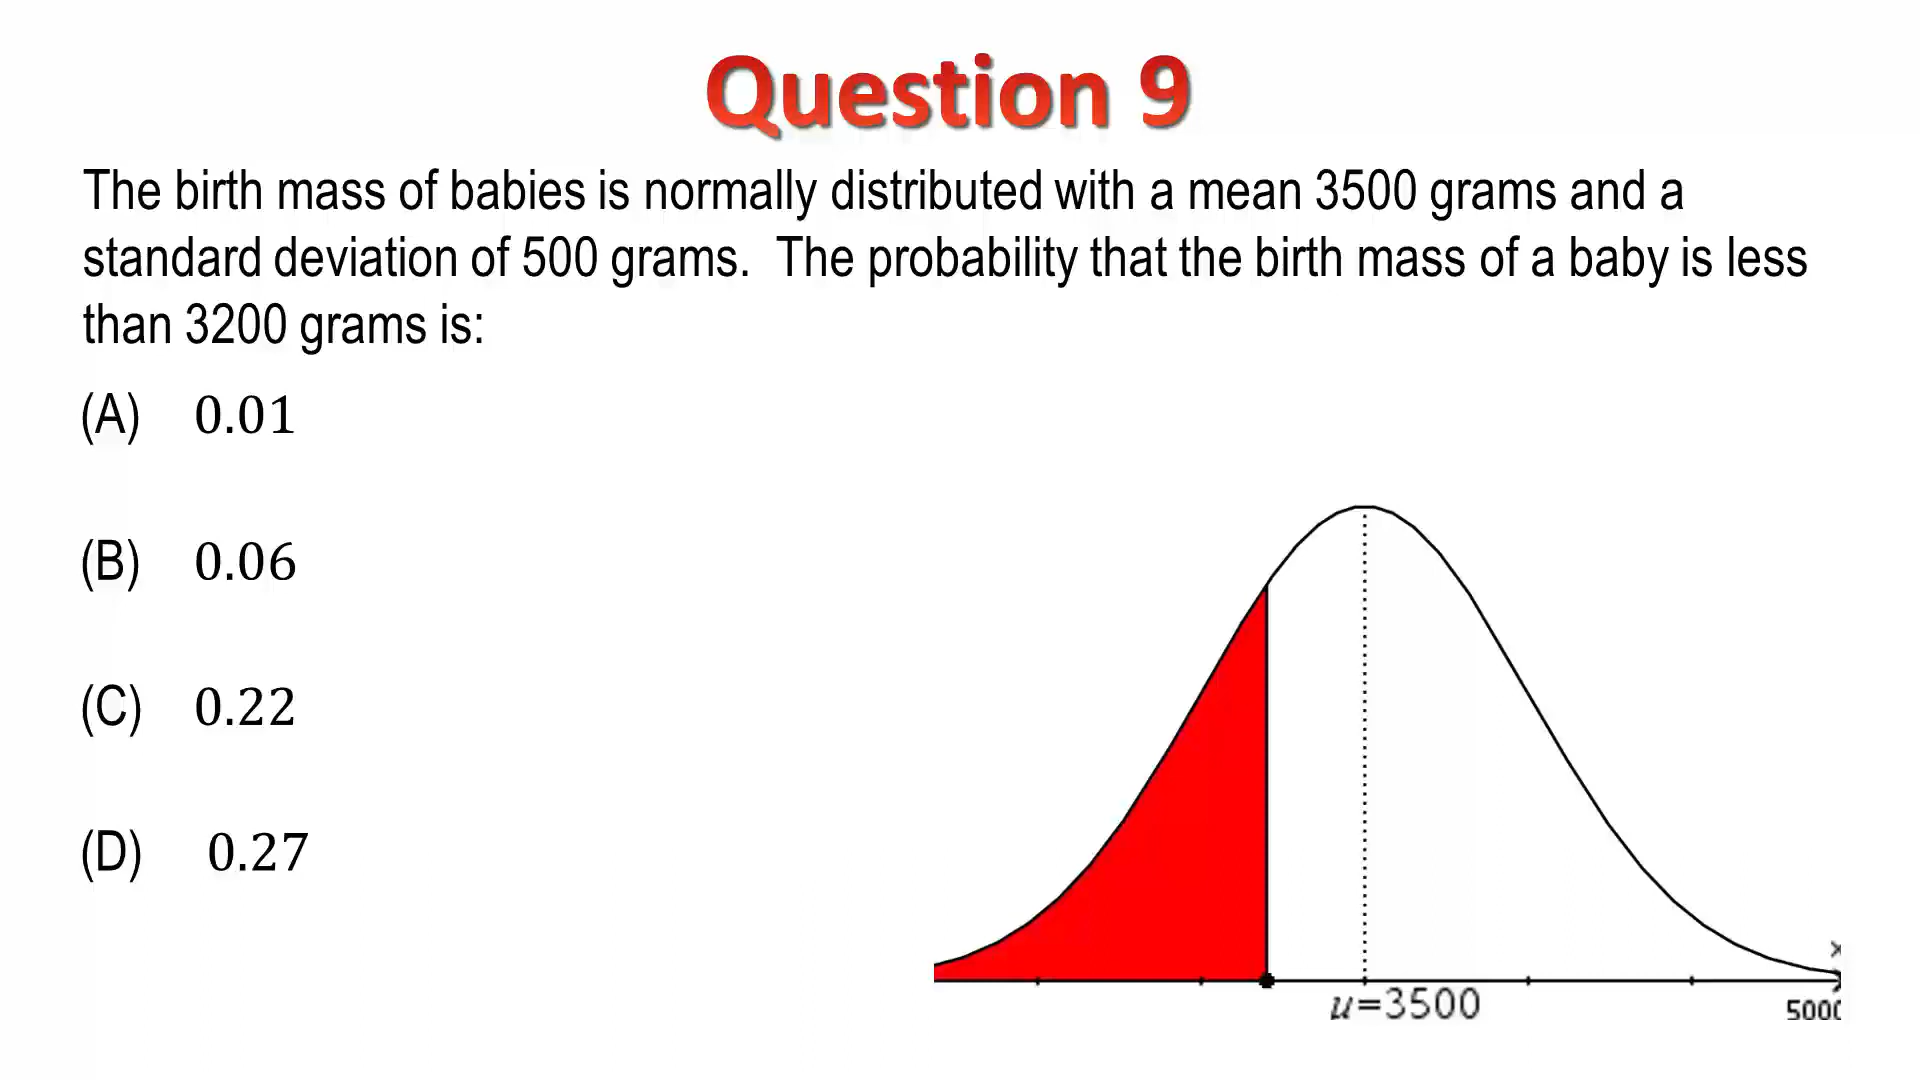 Question 9
The birth mass of babies is normally distributed with a mean 3500 grams and a
standard deviation of 500 grams.  The probability that the birth mass of a baby is less
than 3200 grams is:
(A) 0.01
(B) 0.06
(C) 0.22
(D) 0.27
x
u=3500
5000